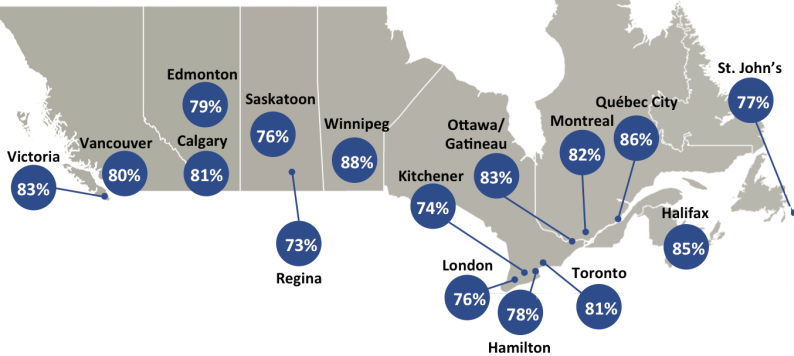 Victoria
83%
Vancouver
80%
Edmonton
79%
Calgary
81%
Saskatoon
76%
73%
Regina
Winnipeg
88%
Kitchener
74%
Ottawa/
Gatineau
83%
Montreal
82%
Québec City
86%
St. John's
77%
Halifax
85%
London
76%
78%
Hamilton
Toronto
81%